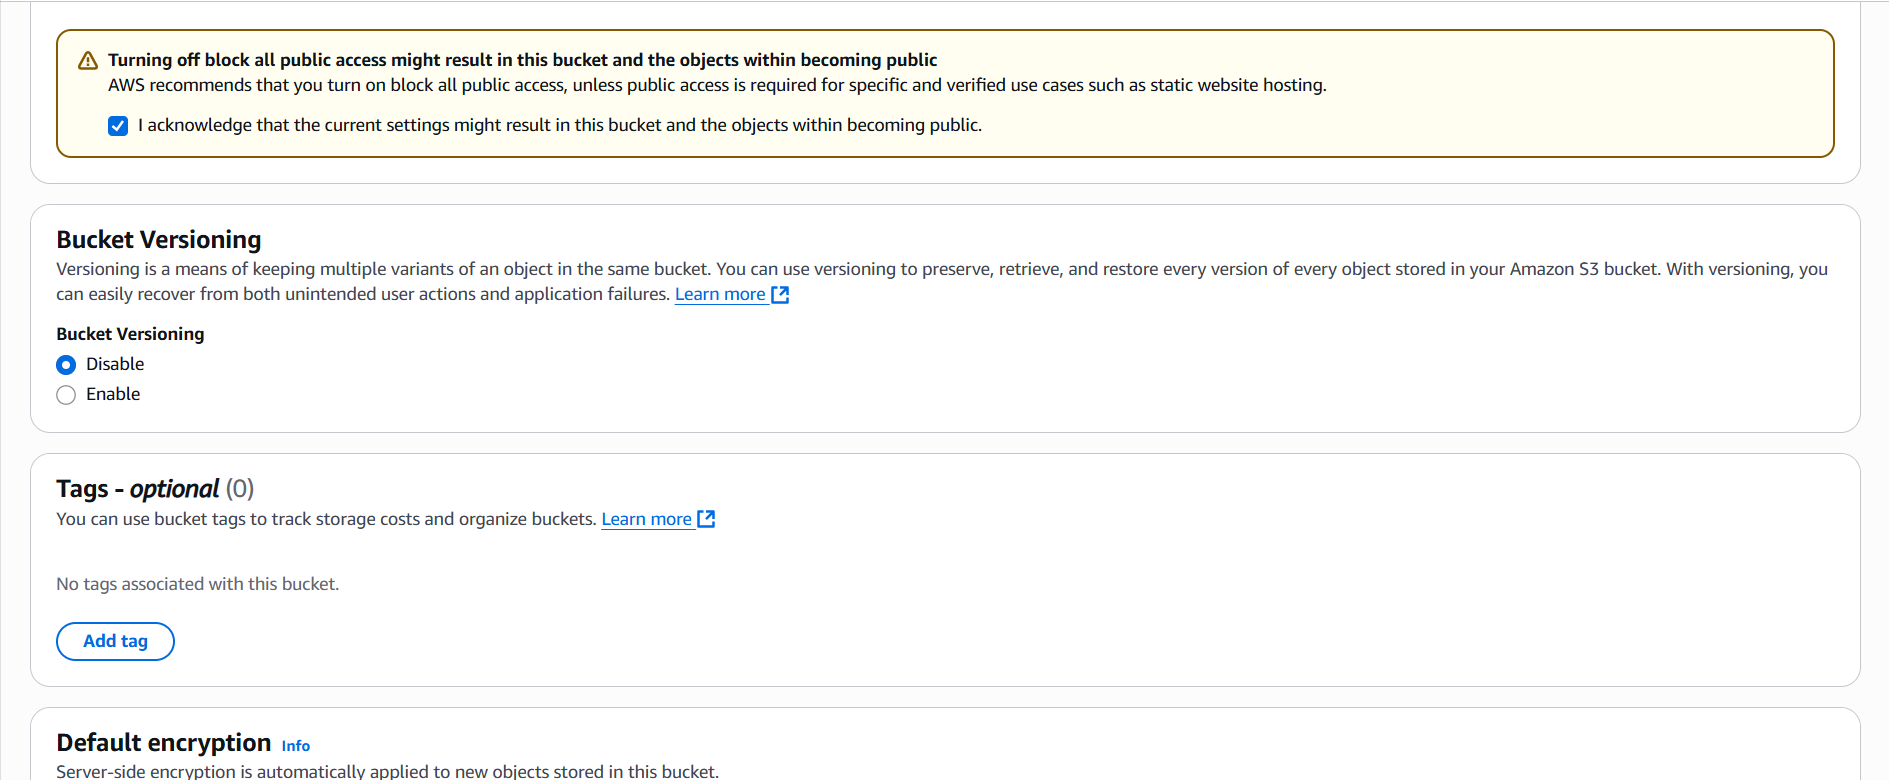 Turning off block all public access might result in this bucket and the objects within becoming public
AWS recommends that you turn on block all public access, unless public access is required for specific and verified use cases such as static website hosting.
I acknowledge that the current settings might result in this bucket and the objects within becoming public.
Bucket Versioning
Versioning is a means of keeping multiple variants of an object in the same bucket. You can use versioning to preserve, retrieve, and restore every version of every object stored in your Amazon S3 bucket. With versioning, you
can easily recover from both unintended user actions and application failures. Learn more
Bucket Versioning
Disable
Enable
Tags - optional (0)
You can use bucket tags to track storage costs and organize buckets. Learn more
No tags associated with this bucket.
Add tag
Default encryption Info
Server-side encryption is automatically applied to new objects stored in this bucket.